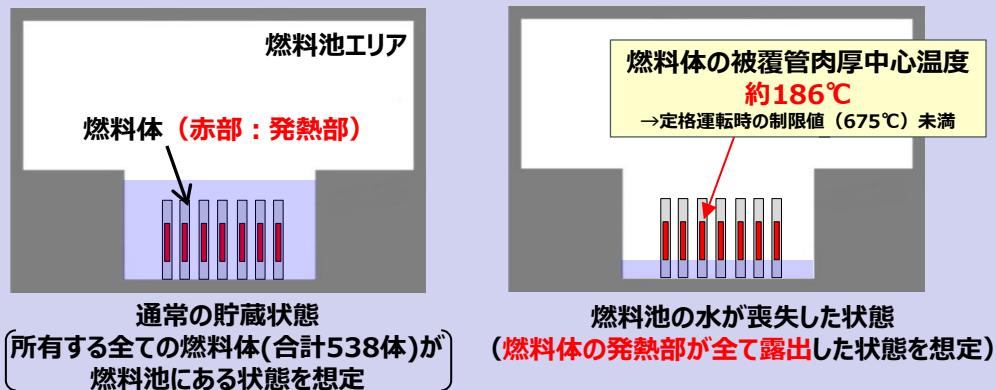 燃料池エリア
燃料体（赤部：発熱部）
通常の貯蔵状態
所有する全ての燃料体(合計538体)が
燃料池にある状態を想定
燃料体の被覆管肉厚中心温度
約186℃
→定格運転時の制限値（675℃）未満
燃料池の水が喪失した状態
（燃料体の発熱部が全て露出した状態を想定）